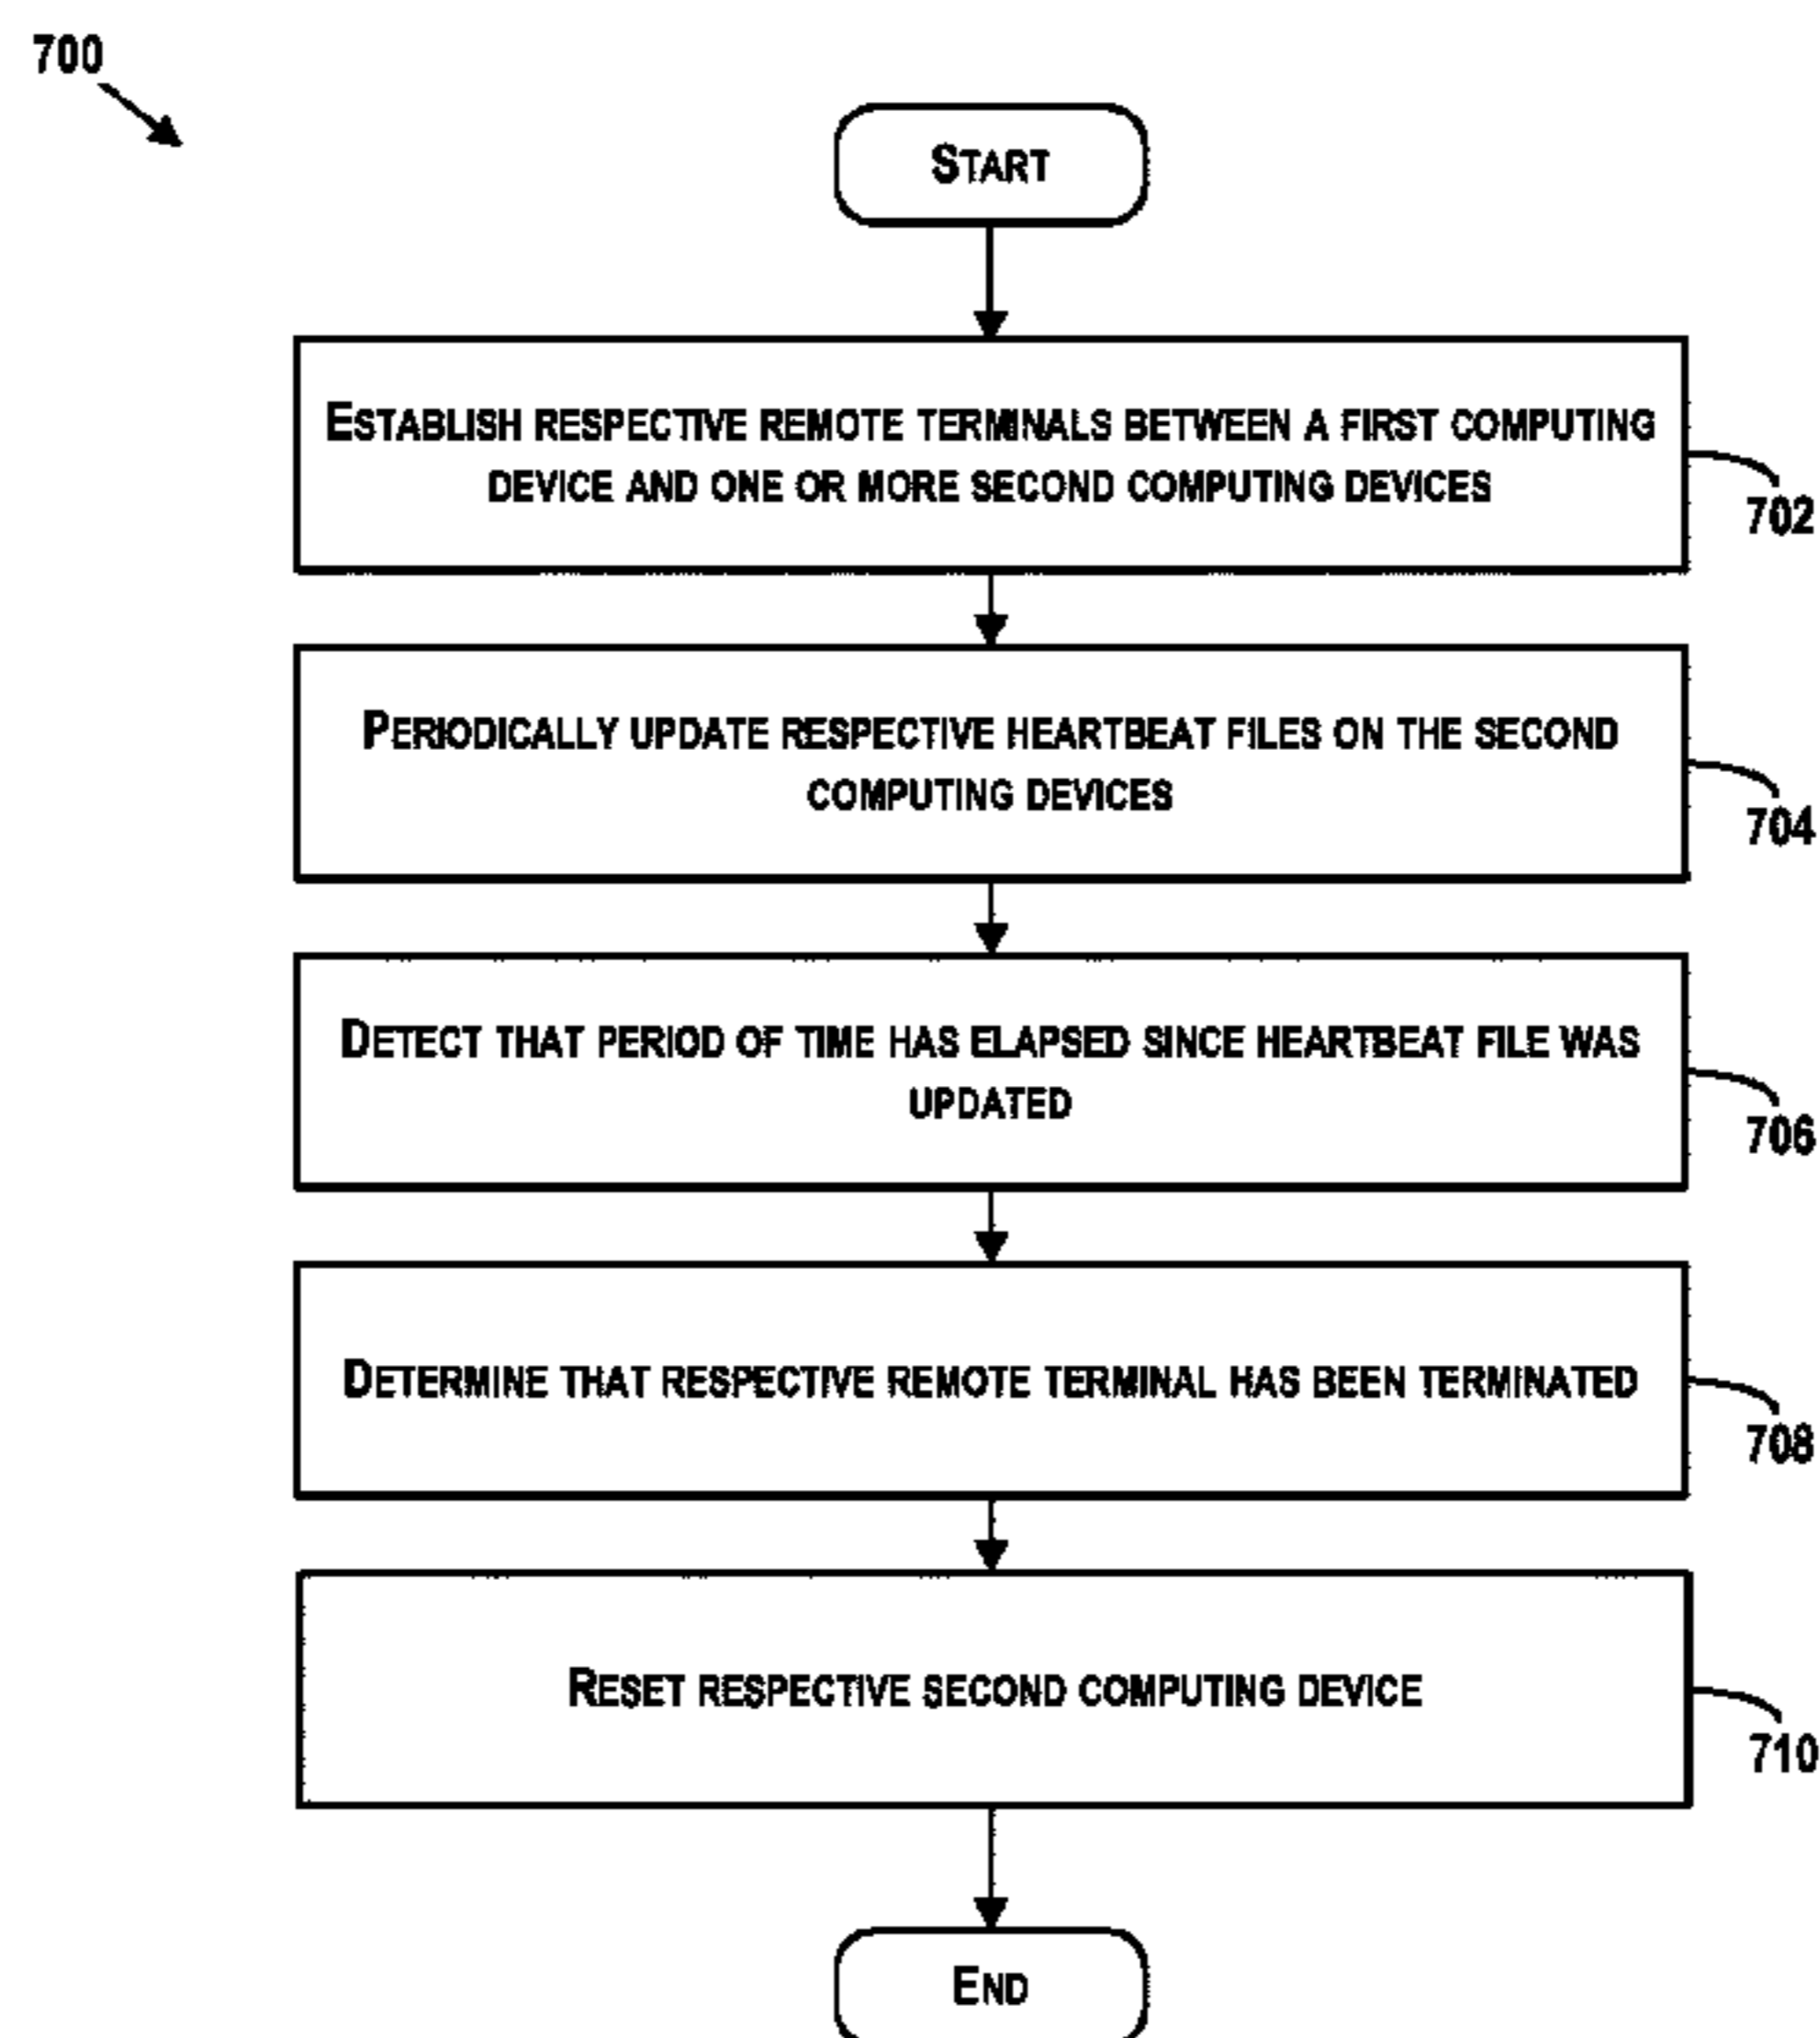 700
START
ESTABLISH RESPECTIVE REMOTE TERMINALS BETWEEN A FIRST COMPUTING
DEVICE AND ONE OR MORE SECOND COMPUTING DEVICES
702
PERIODICALLY UPDATE RESPECTIVE HEARTBEAT FILES ON THE SECOND
COMPUTING DEVICES
704
DETECT THAT PERIOD OF TIME HAS ELAPSED SINCE HEARTBEAT FILE WAS
UPDATED
706
DETERMINE THAT RESPECTIVE REMOTE TERMINAL HAS BEEN TERMINATED
708
RESET RESPECTIVE SECOND COMPUTING DEVICE
710
END